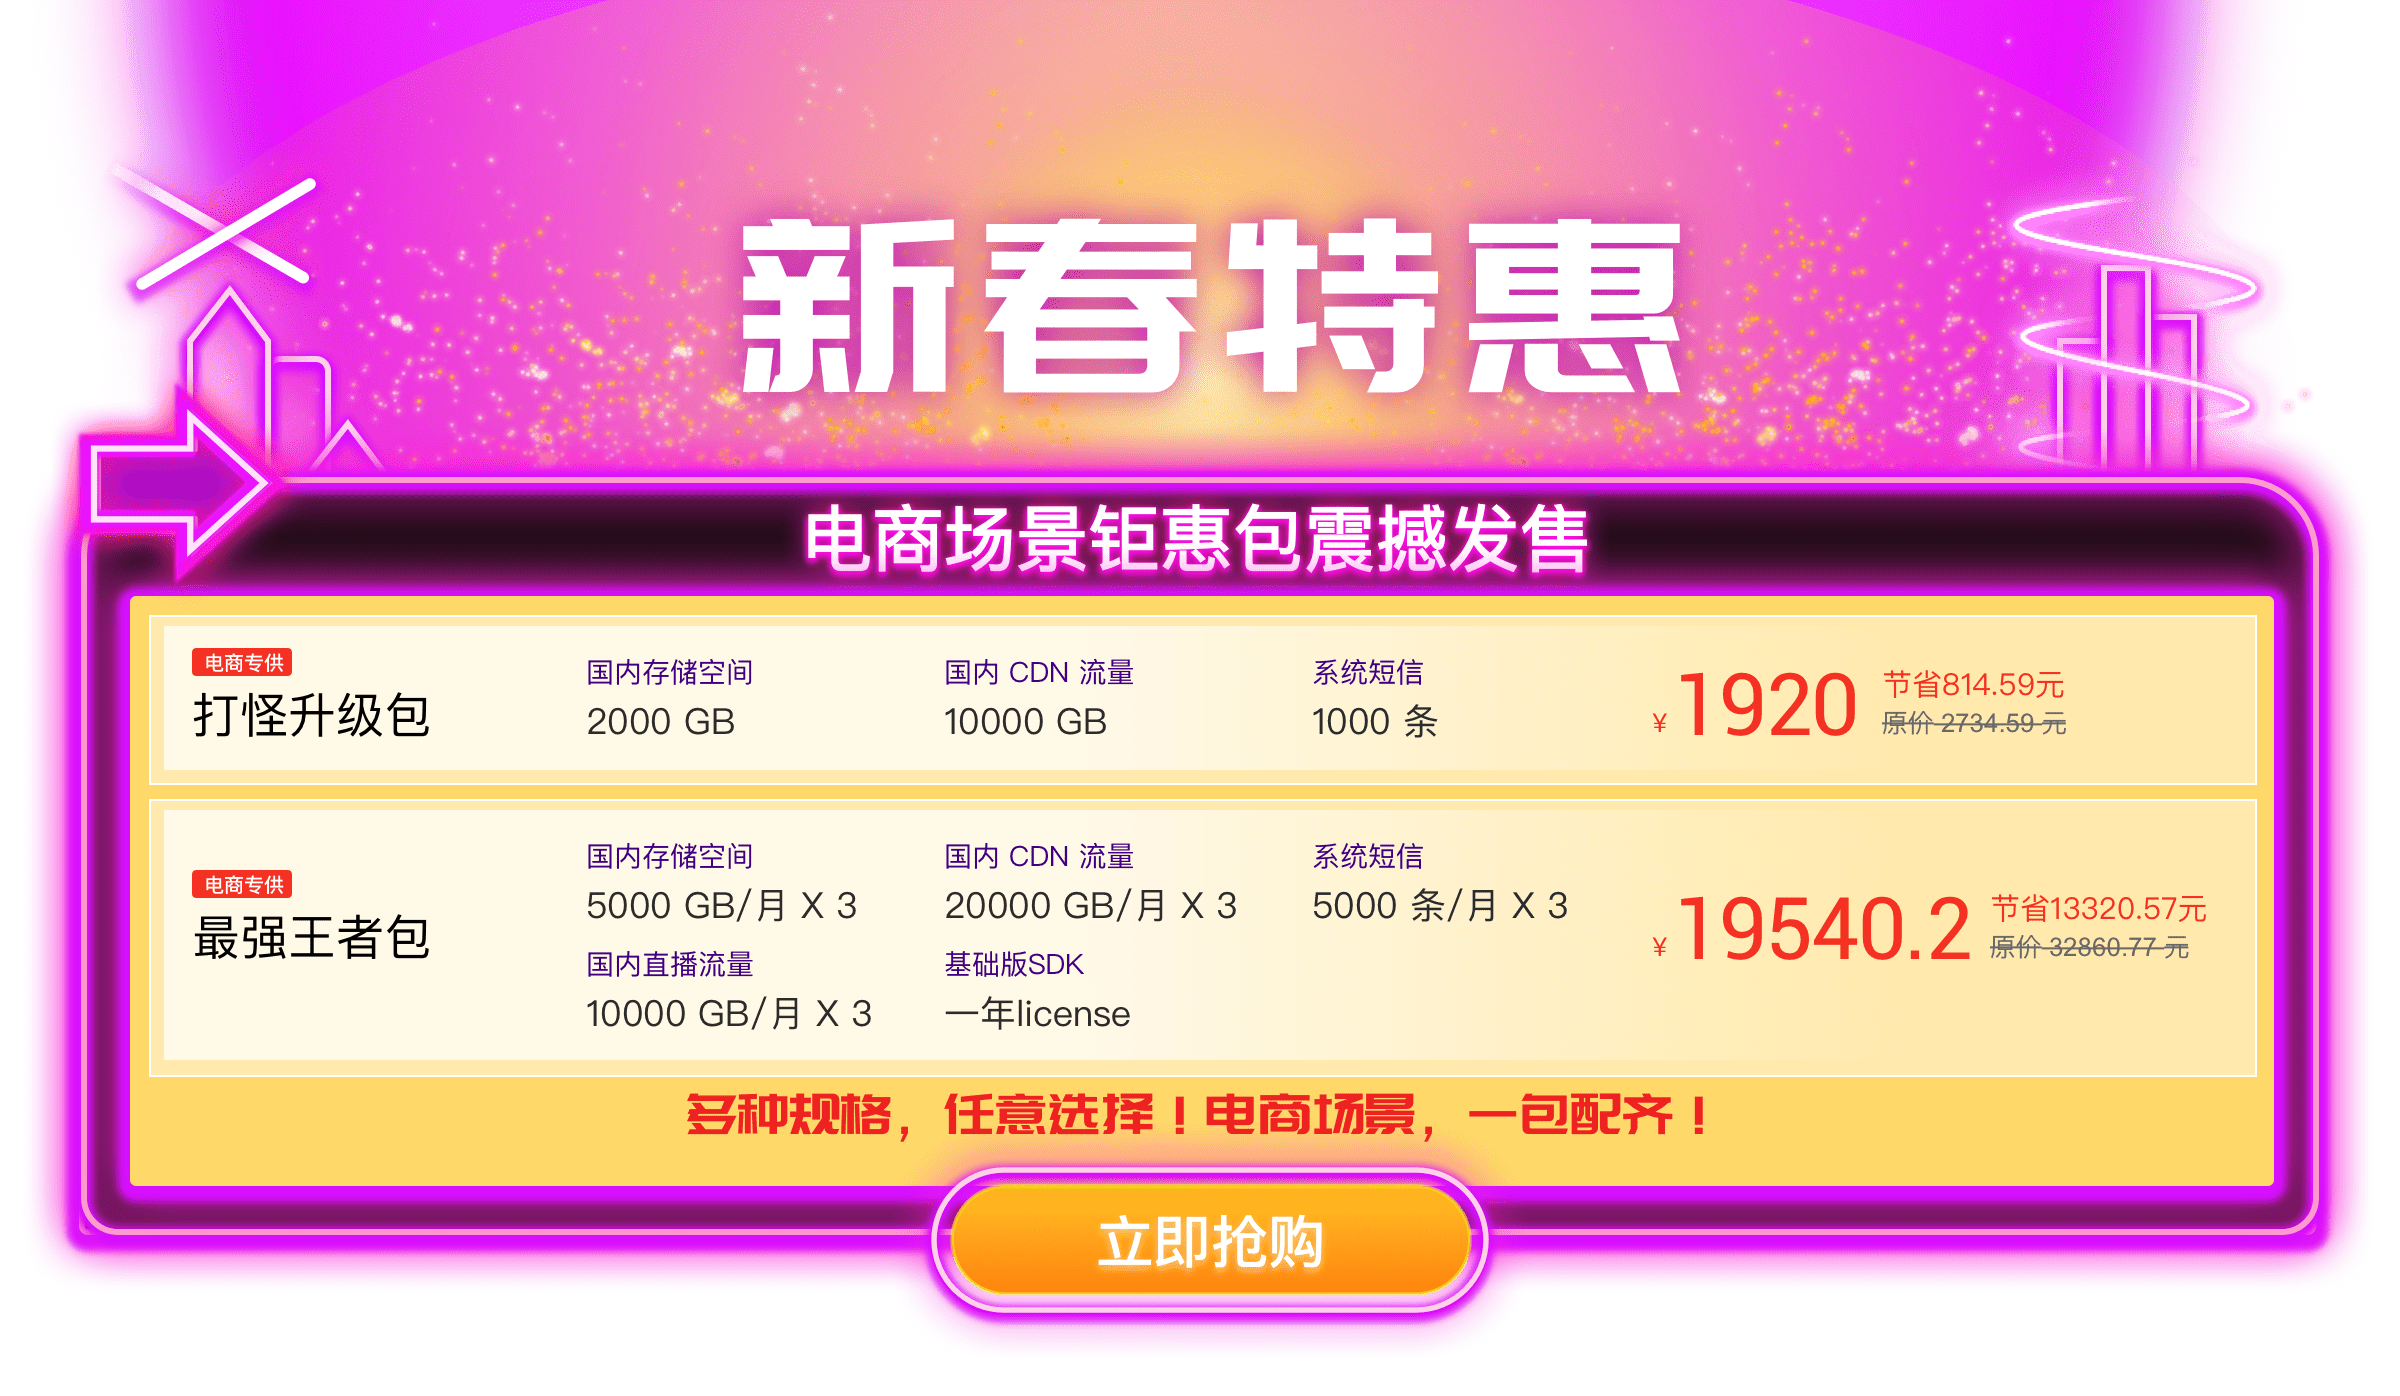 新春特惠
电商场景钜惠包震撼发售
电商专供
打怪升级包
国内存储空间
2000 GB
国内 CDN 流量
10000 GB
系统短信
1000 条
¥ 1920
节省814.59元
原价 2734.59 元
电商专供
最强王者包
国内存储空间
5000 GB/月 X 3
国内 CDN 流量
20000 GB/月 X 3
系统短信
5000 条/月 X 3
国内直播流量
10000 GB/月 X 3
基础版SDK
一年license
¥ 19540.2
节省13320.57元
原价 32860.77 元
多种规格，任意选择！电商场景，一包配齐！
立即抢购